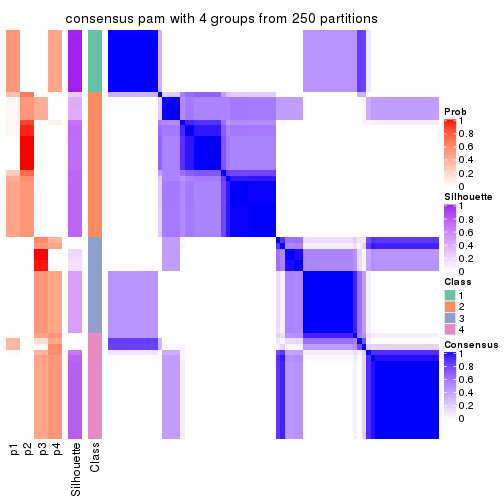 consensus pam with 4 groups from 250 partitions
Prob
1
0.8
0.6
0.4
0.2
0
Silhouette
1
0.8
0.6
0.4
0.2
0
Class
1
2
3
4
Consensus
1
0.8
0.6
0.4
0.2
0
p1
p2
p3
p4
Silhouette
Class